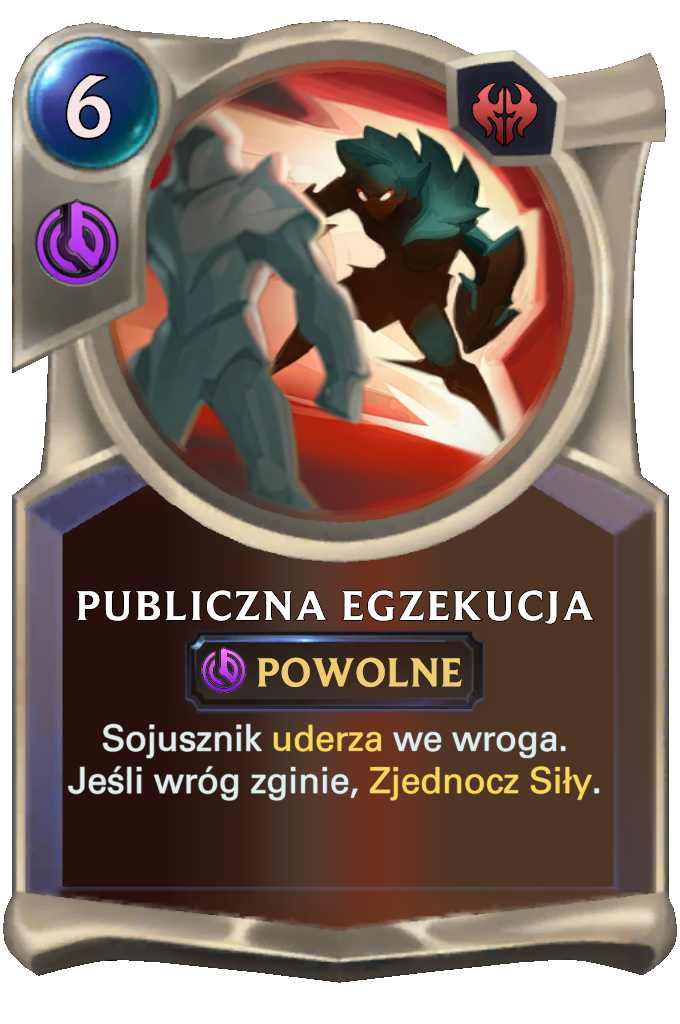 6
PUBLICZNA EGZEKUCJA
POWOLNE
Sojusznik uderza we wroga.
Jeśli wróg zginie, Zjednocz Siły.